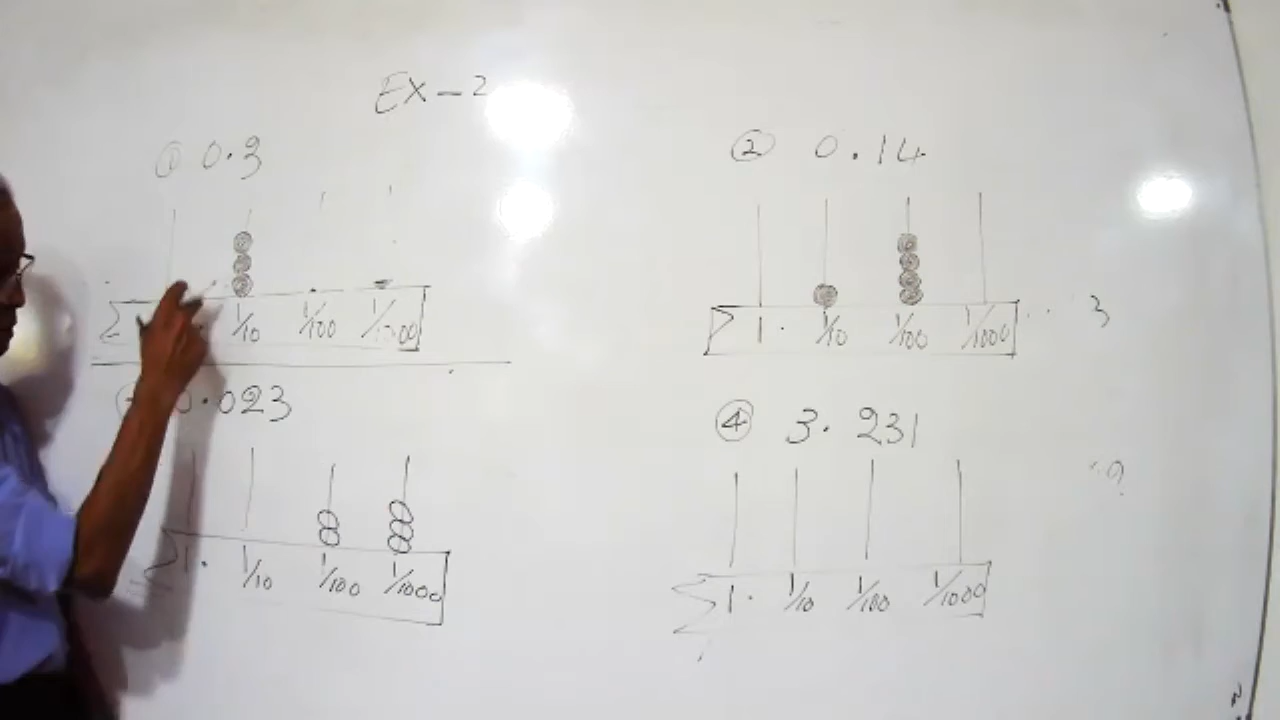 EX-2
① 0.3
1/10 1/100 1/1000
② 0.14
1. 1/10 1/100 1/1000 ... 3
0.023
1. 1/10 1/100 1/1000
④ 3.231
1. 1/10 1/100 1/1000